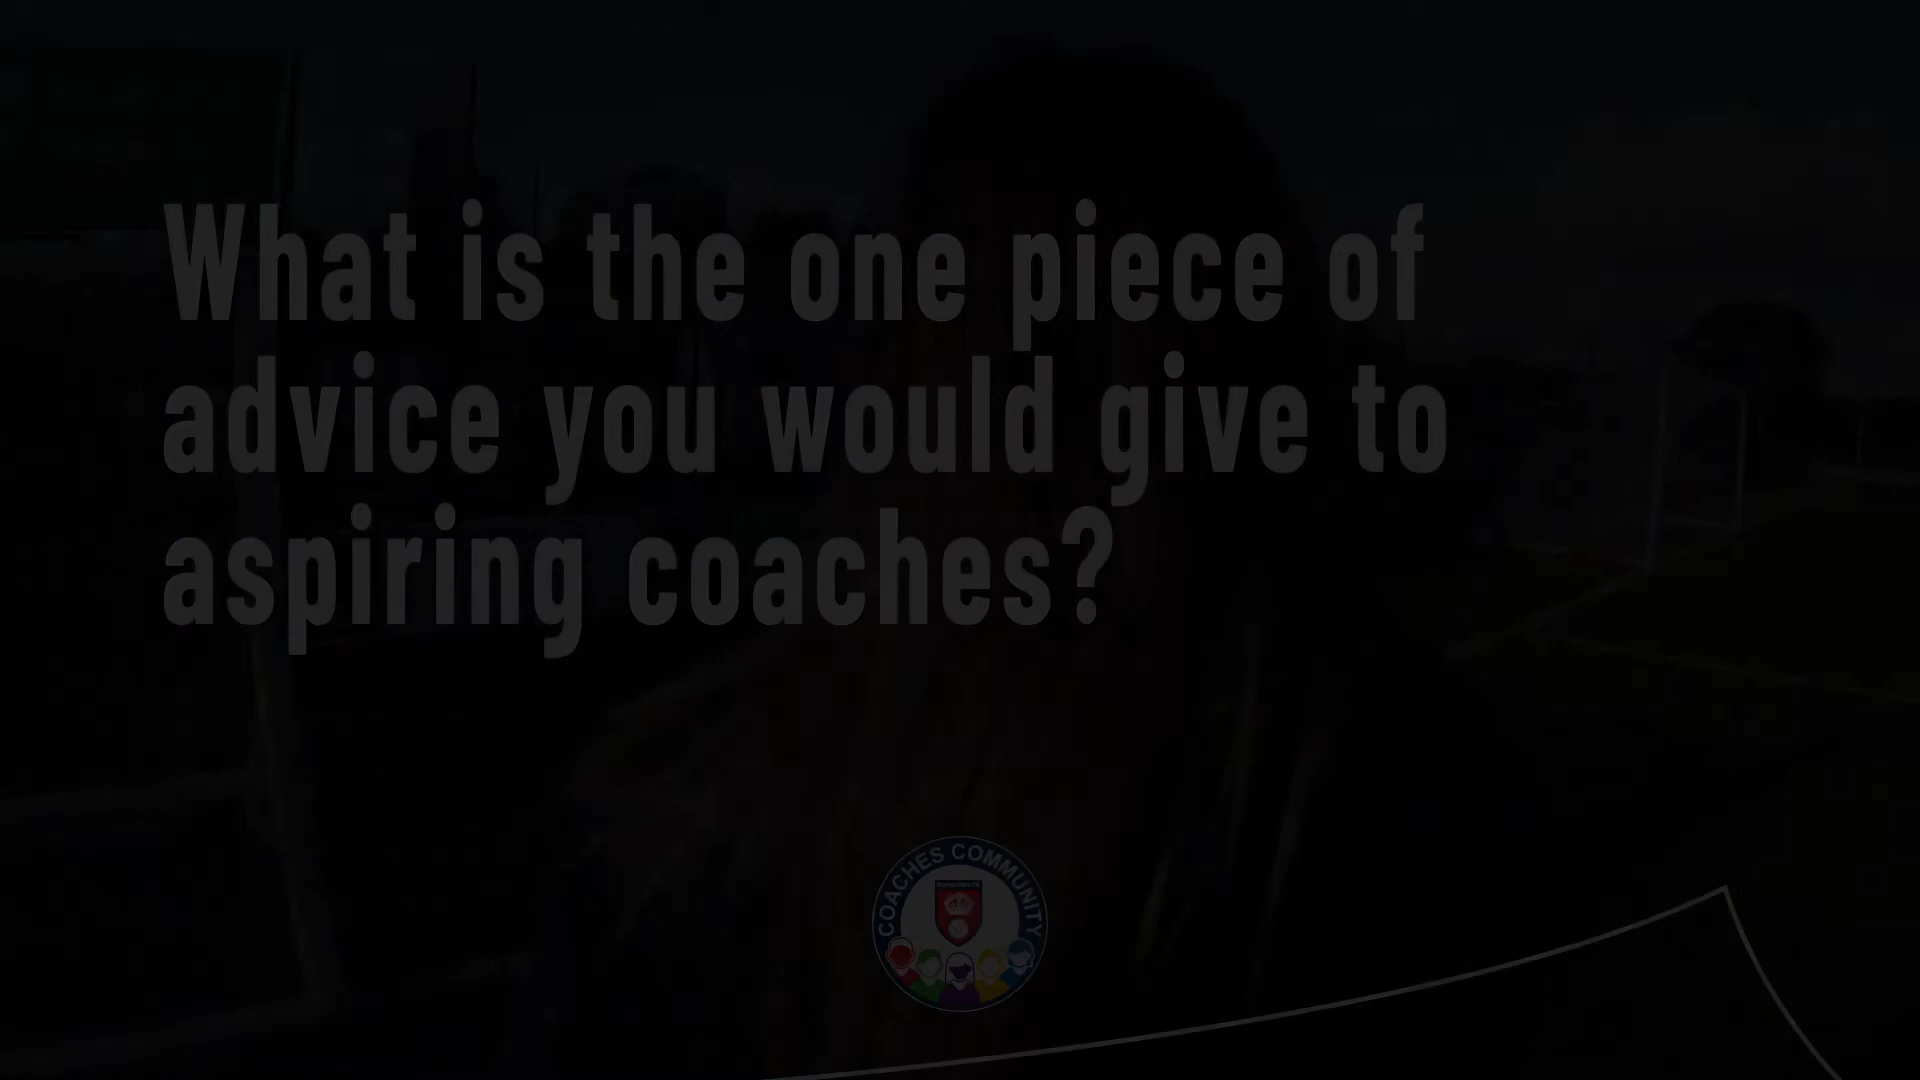 What is the one piece of
advice you would give to
aspiring coaches?
COACHES COMMUNITY